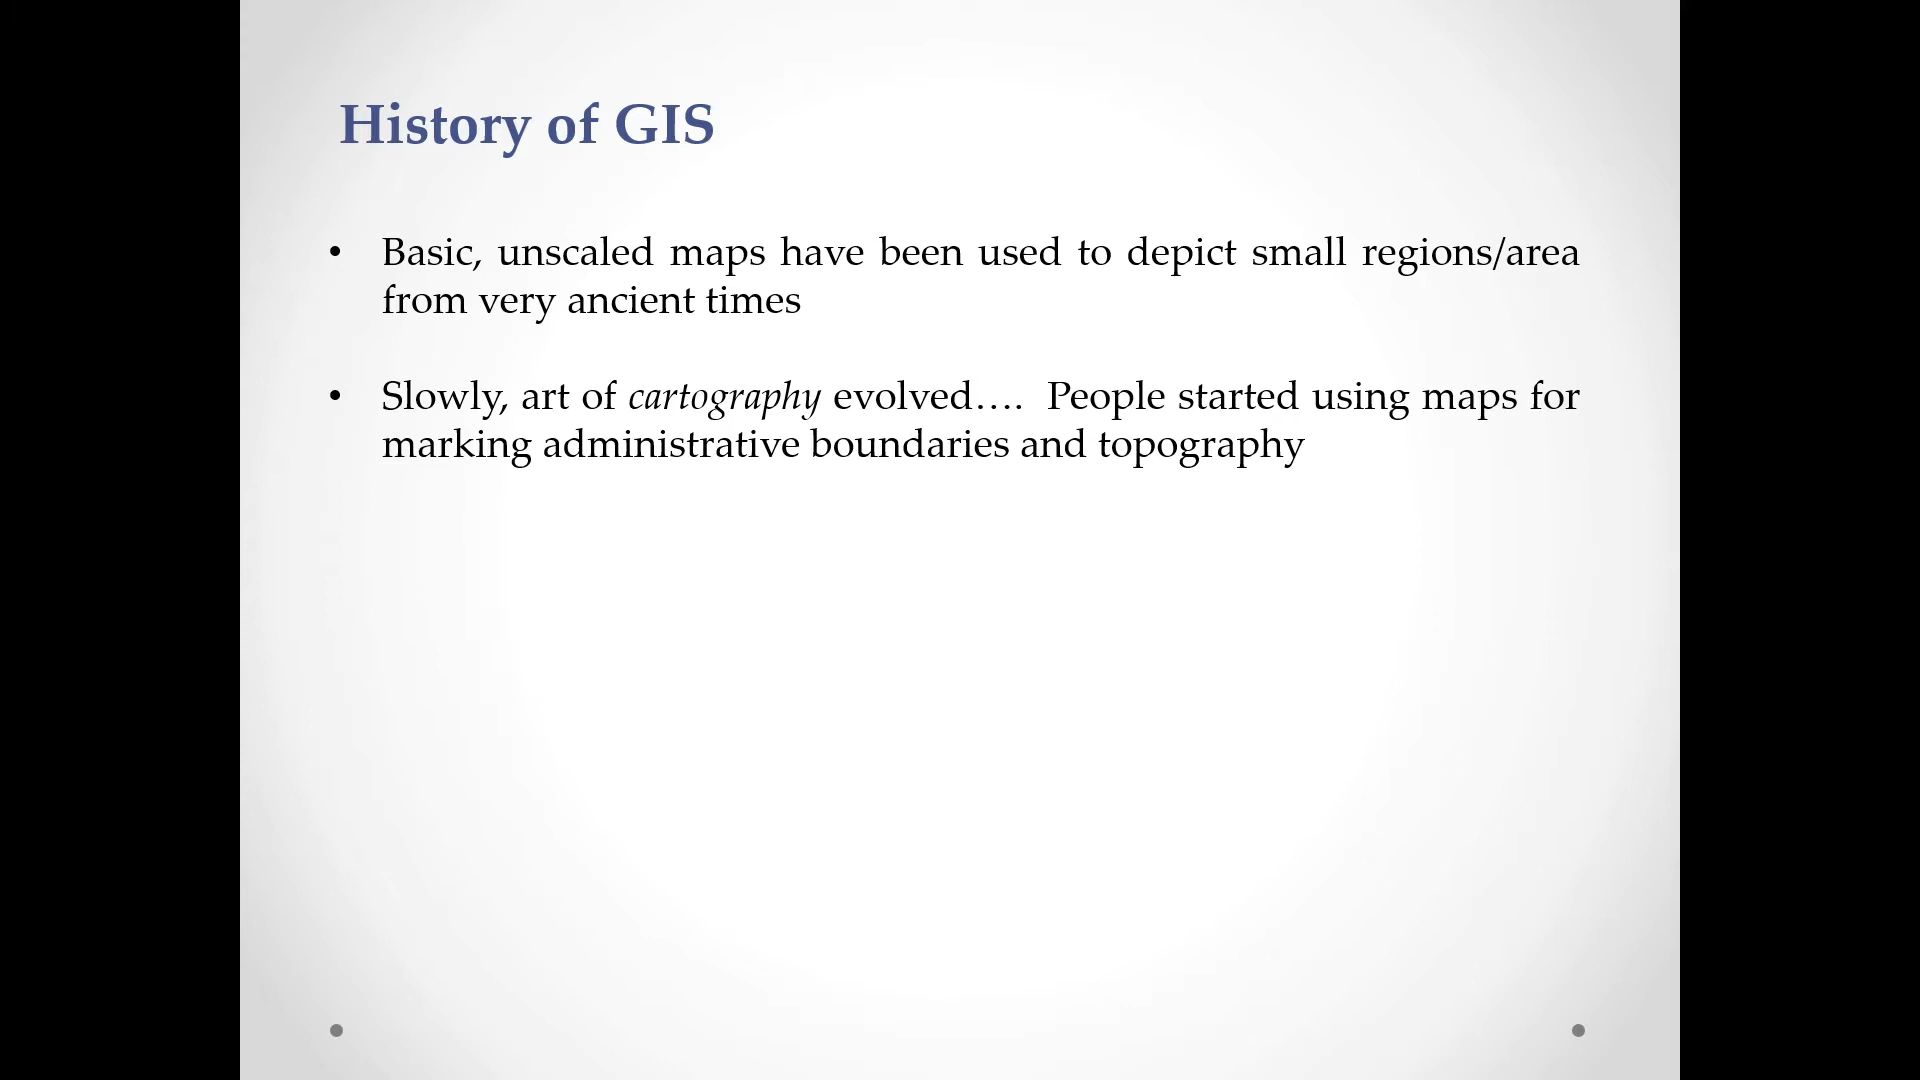 History of GIS
• Basic, unscaled maps have been used to depict small regions/area
from very ancient times
• Slowly, art of cartography evolved…. People started using maps for
marking administrative boundaries and topography